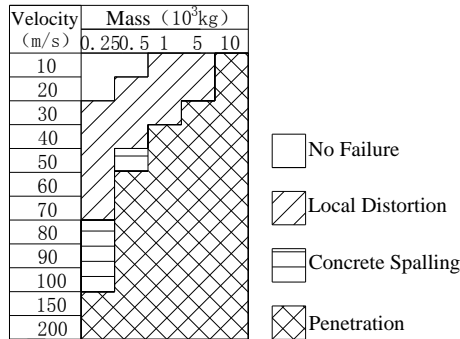 Velocity Mass（10³kg）
（m/s） 0.25 0.5 1 5 10
10
20
30
40
50
60
70
80
90
100
150
200
No Failure
Local Distortion
Concrete Spalling
Penetration